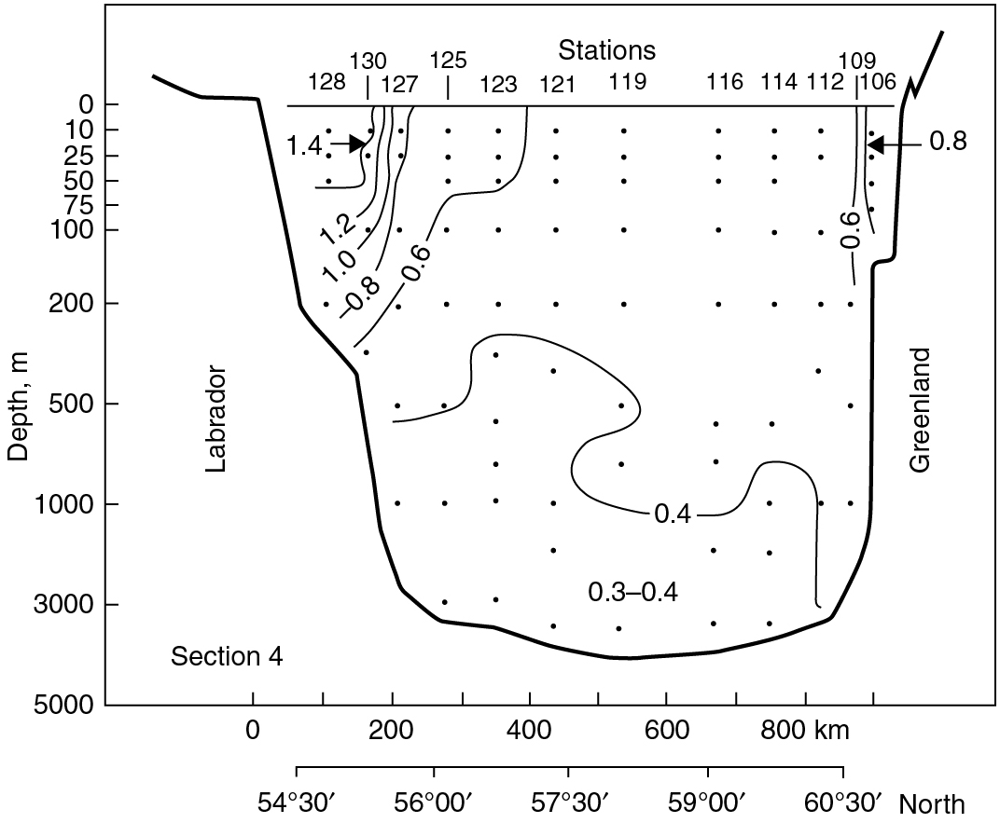 Stations
130 125 109
128 127 123 121 119 116 114 112 106
0
10
25
50
75
100
200
500
1000
3000
5000
Depth, m
1.4
1.2
1.0
0.8
0.6
0.6
0.8
0.4
0.3–0.4
Labrador
Greenland
Section 4
0 200 400 600 800 km
54°30′ 56°00′ 57°30′ 59°00′ 60°30′ North